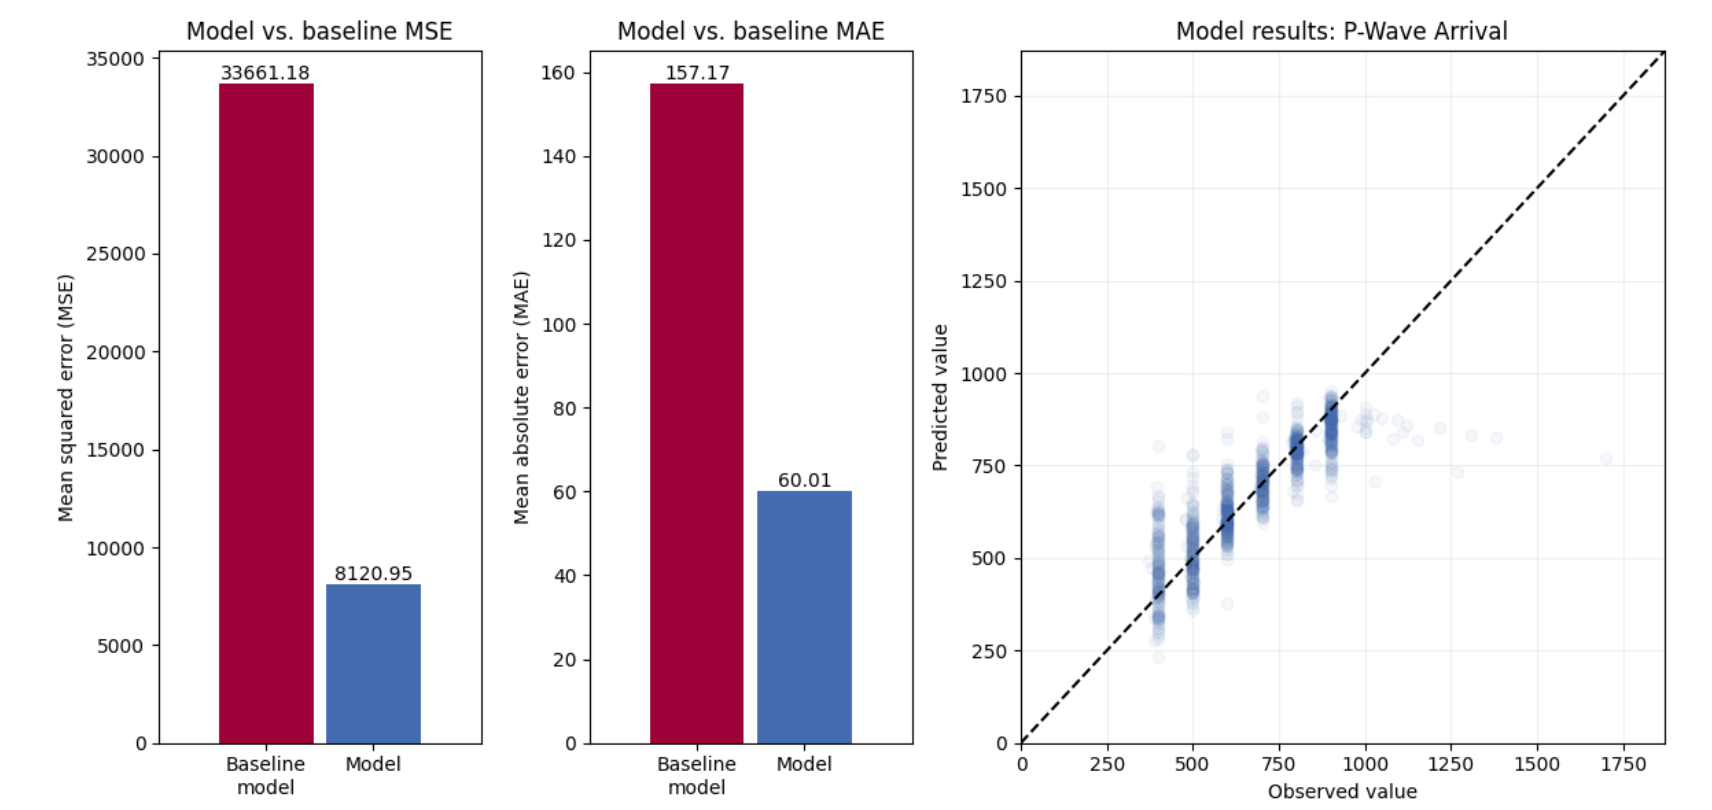 Model vs. baseline MSE
Mean squared error (MSE)
35000
30000
25000
20000
15000
10000
5000
0
33661.18
8120.95
Baseline
model
Model
Model vs. baseline MAE
Mean absolute error (MAE)
160
140
120
100
80
60
40
20
0
157.17
60.01
Baseline
model
Model
Model results: P-Wave Arrival
Predicted value
1750
1500
1250
1000
750
500
250
0
0 250 500 750 1000 1250 1500 1750
Observed value